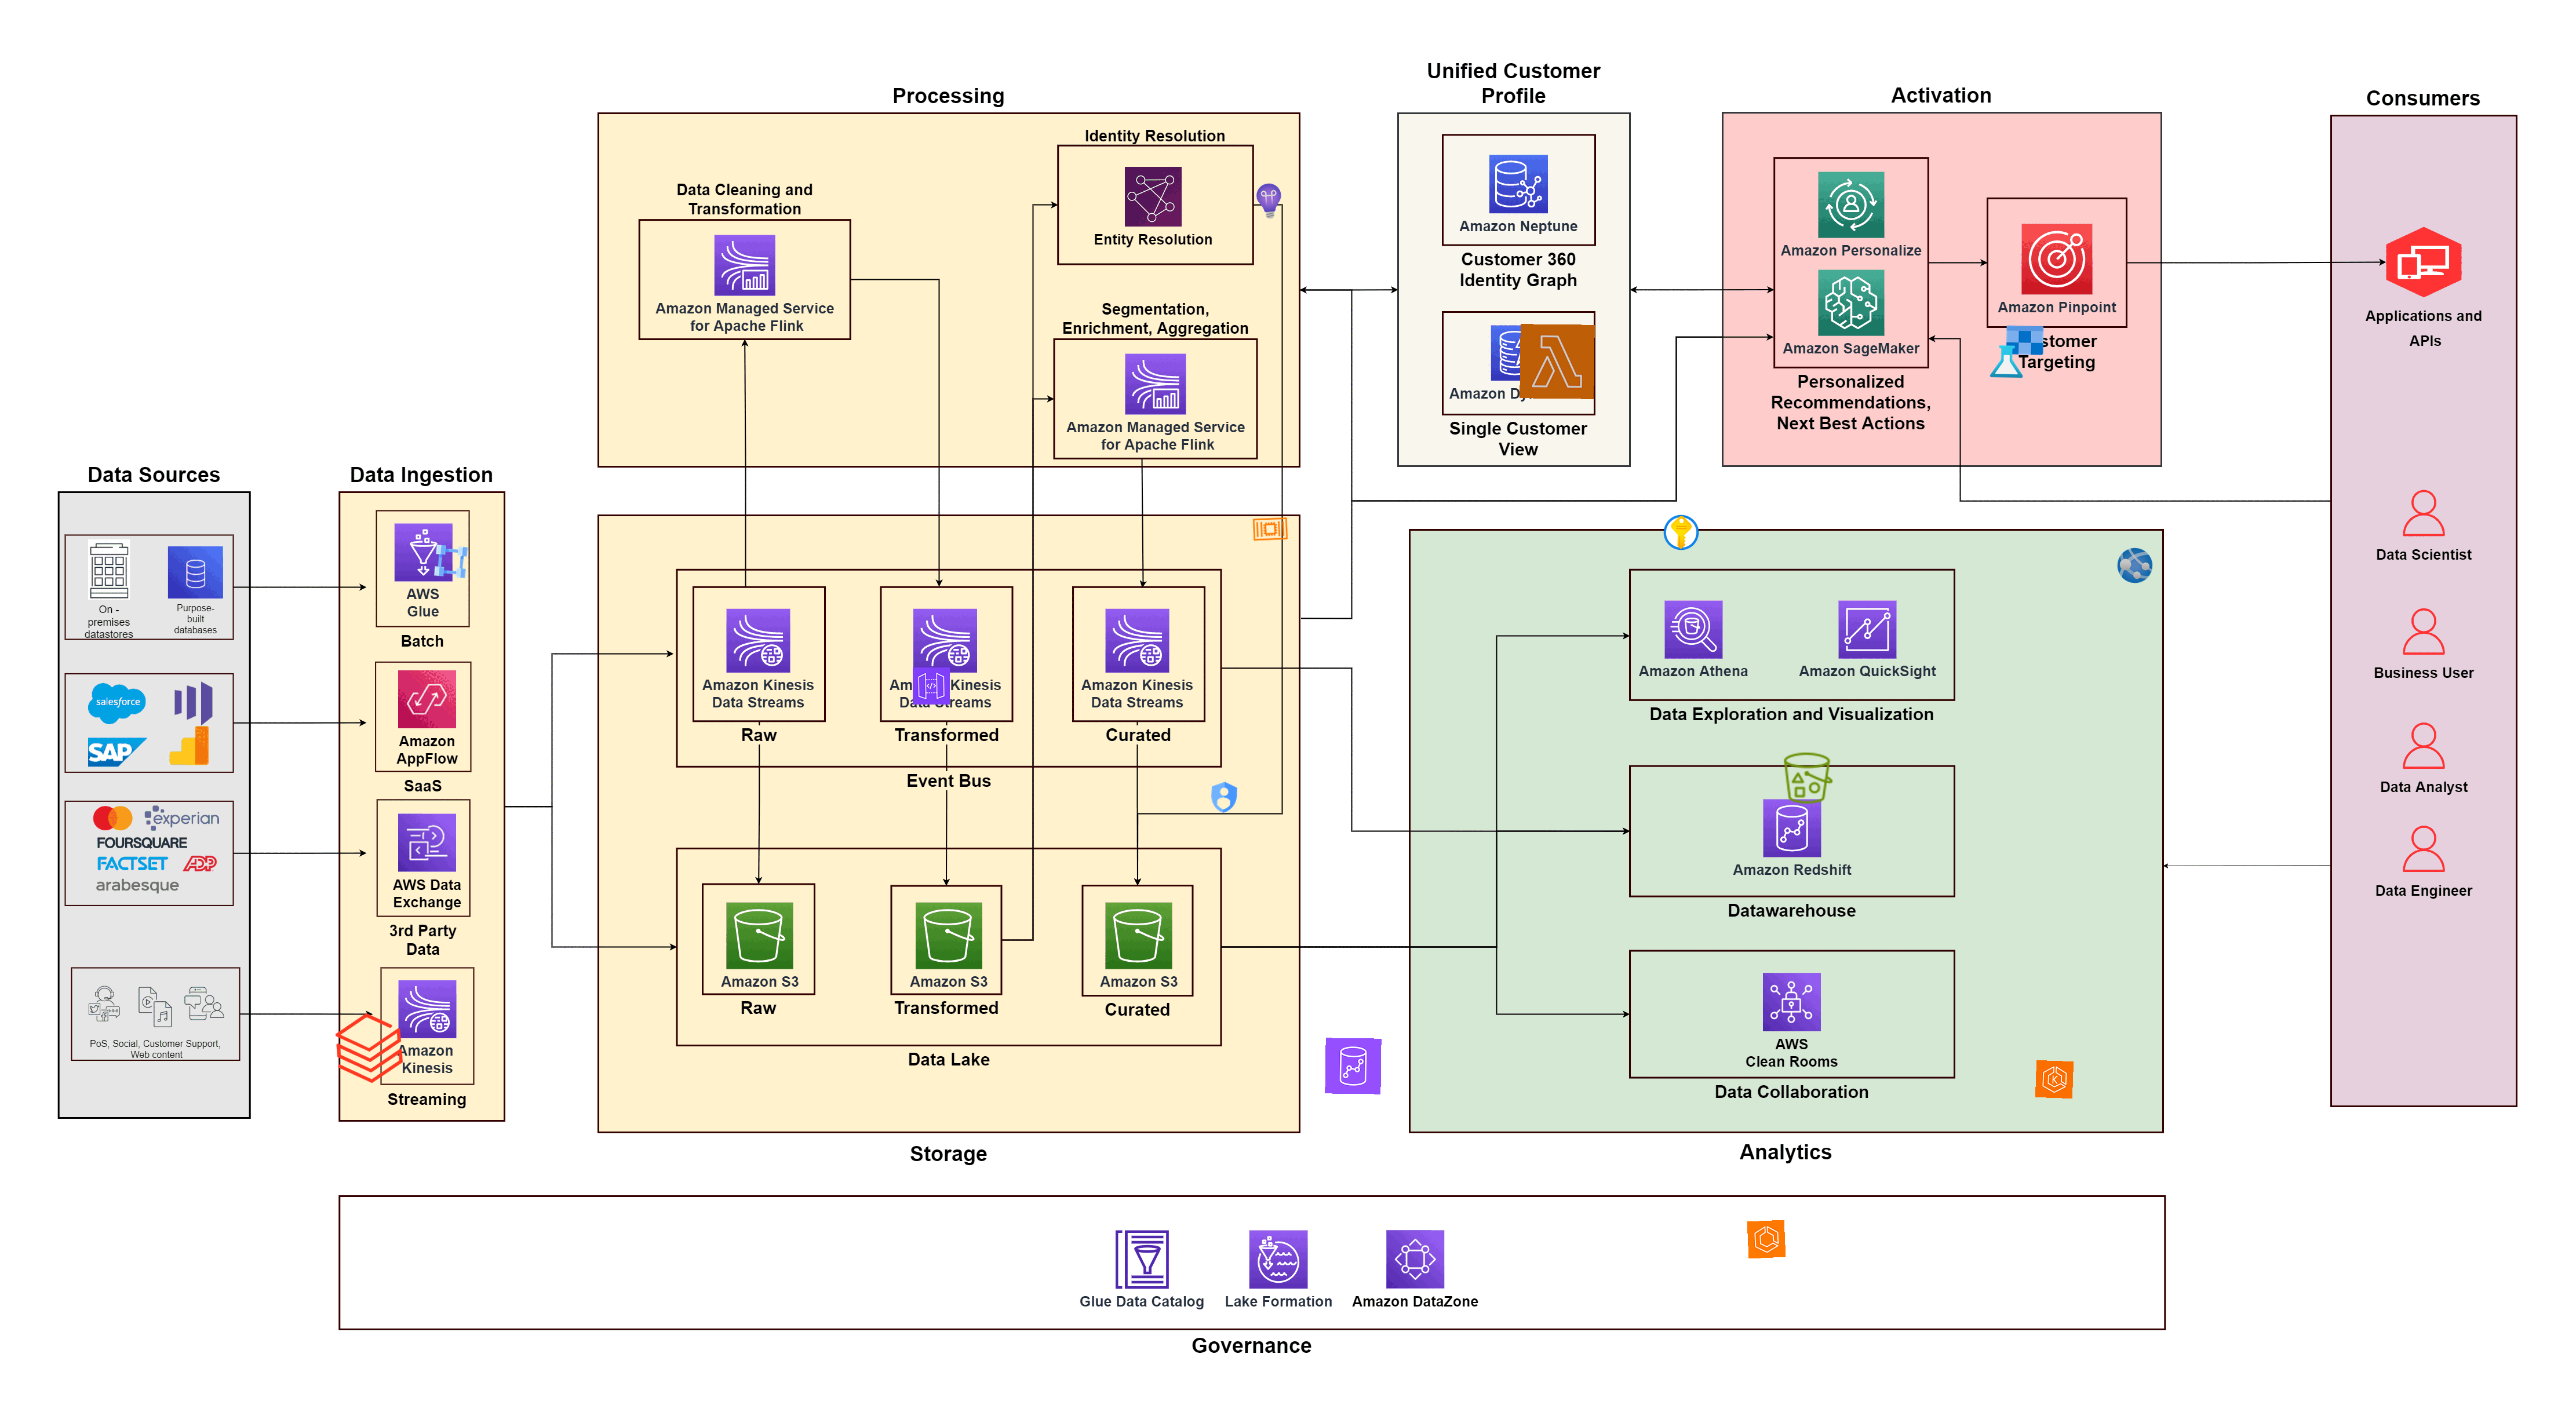 Unified Customer
Profile
Processing
Activation
Consumers
Identity Resolution
Entity Resolution
Data Cleaning and
Transformation
Amazon Managed Service
for Apache Flink
Segmentation,
Enrichment, Aggregation
Amazon Managed Service
for Apache Flink
Amazon Neptune
Customer 360
Identity Graph
Amazon
Single Customer
View
Amazon Personalize
Amazon SageMaker
Personalized
Recommendations,
Next Best Actions
Amazon Pinpoint
Targeting
Applications and
APIs
Data Scientist
Business User
Data Analyst
Data Engineer
Data Sources
On -
premises
datastores
Purpose-
built
databases
salesforce
SAP
experian
FOURSQUARE
FACTSET
ADP
arabesque
PoS, Social, Customer Support,
Web content
Data Ingestion
AWS
Glue
Batch
Amazon
AppFlow
SaaS
AWS Data
Exchange
3rd Party
Data
Amazon
Kinesis
Streaming
Amazon Kinesis
Data Streams
Raw
Kinesis
Data Streams
Transformed
Amazon Kinesis
Data Streams
Curated
Event Bus
Amazon S3
Raw
Amazon S3
Transformed
Amazon S3
Curated
Data Lake
Storage
Amazon Athena
Amazon QuickSight
Data Exploration and Visualization
Amazon Redshift
Datawarehouse
AWS
Clean Rooms
Data Collaboration
Analytics
Glue Data Catalog
Lake Formation
Amazon DataZone
Governance